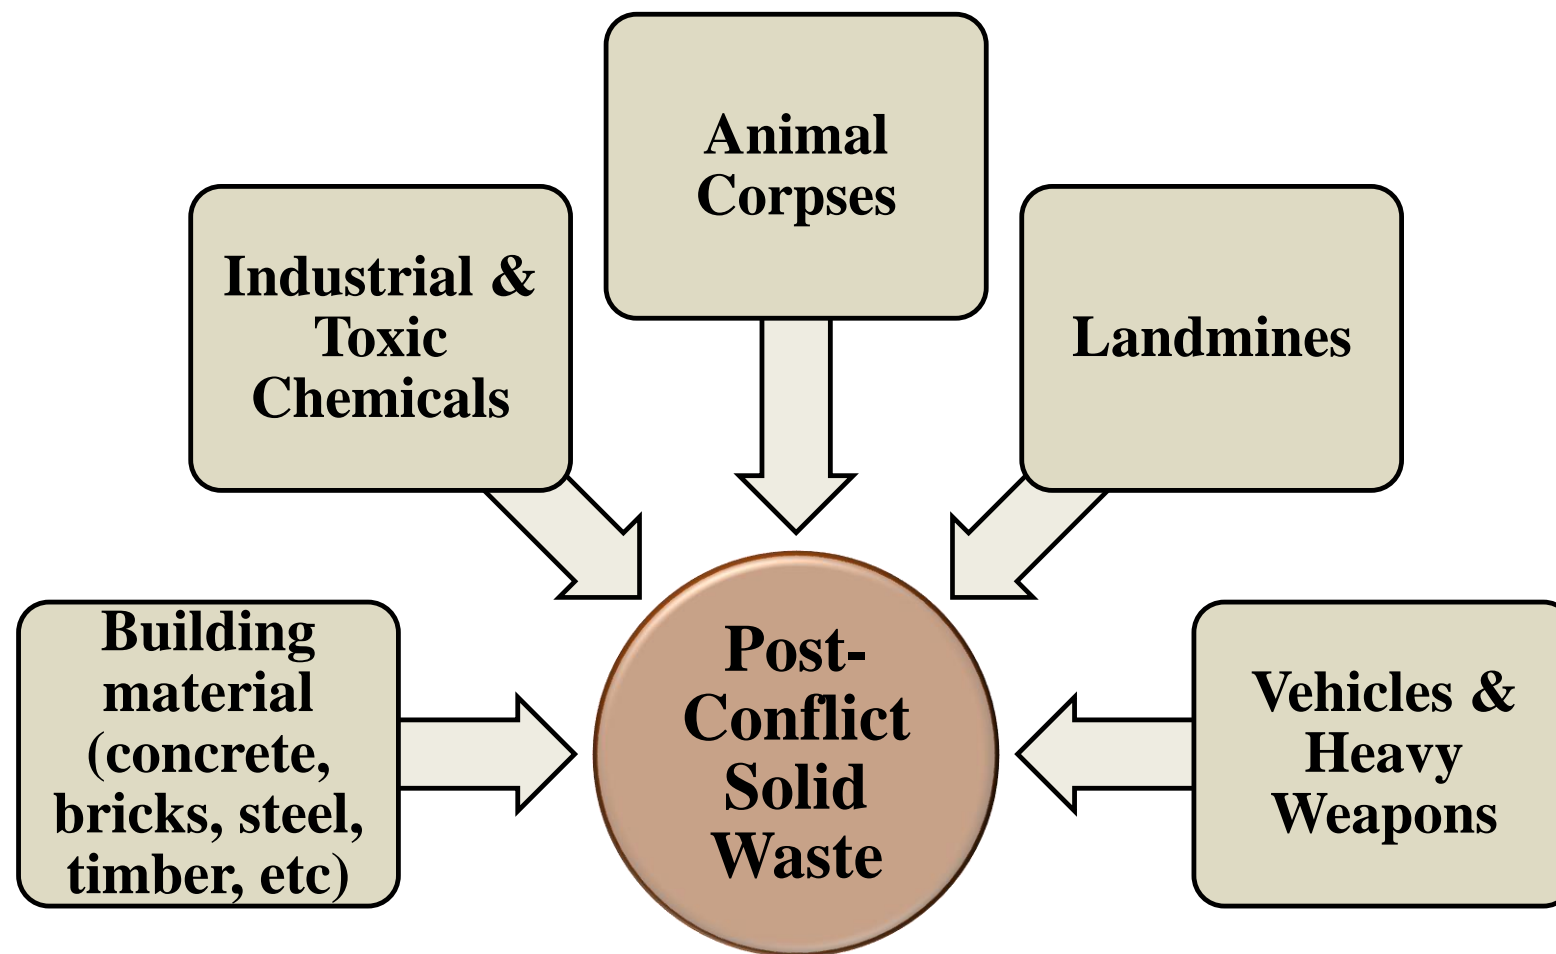 Animal
Corpses
Industrial &
Toxic
Chemicals
Landmines
Building
material
(concrete,
bricks, steel,
timber, etc)
Post-
Conflict
Solid
Waste
Vehicles &
Heavy
Weapons